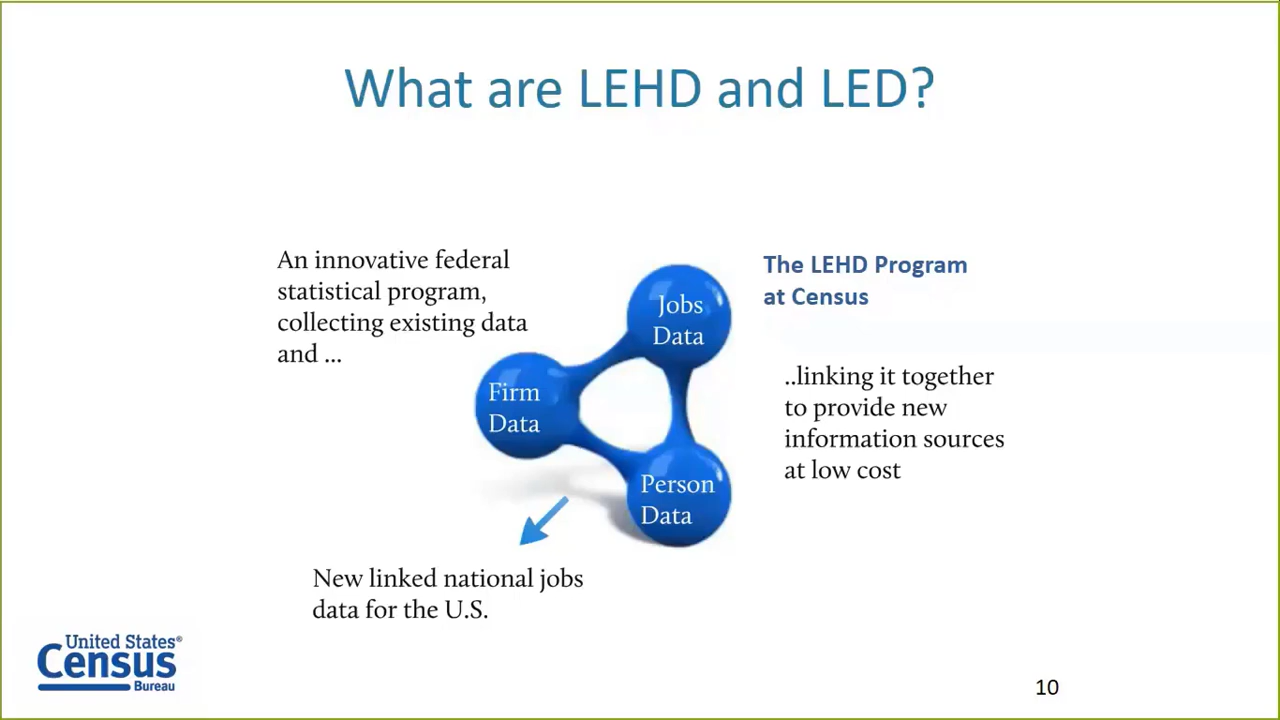 What are LEHD and LED?
An innovative federal
statistical program,
collecting existing data
and ...
The LEHD Program
at Census
Jobs
Data
Firm
Data
Person
Data
..linking it together
to provide new
information sources
at low cost
New linked national jobs
data for the U.S.
United States®
Census
Bureau
10